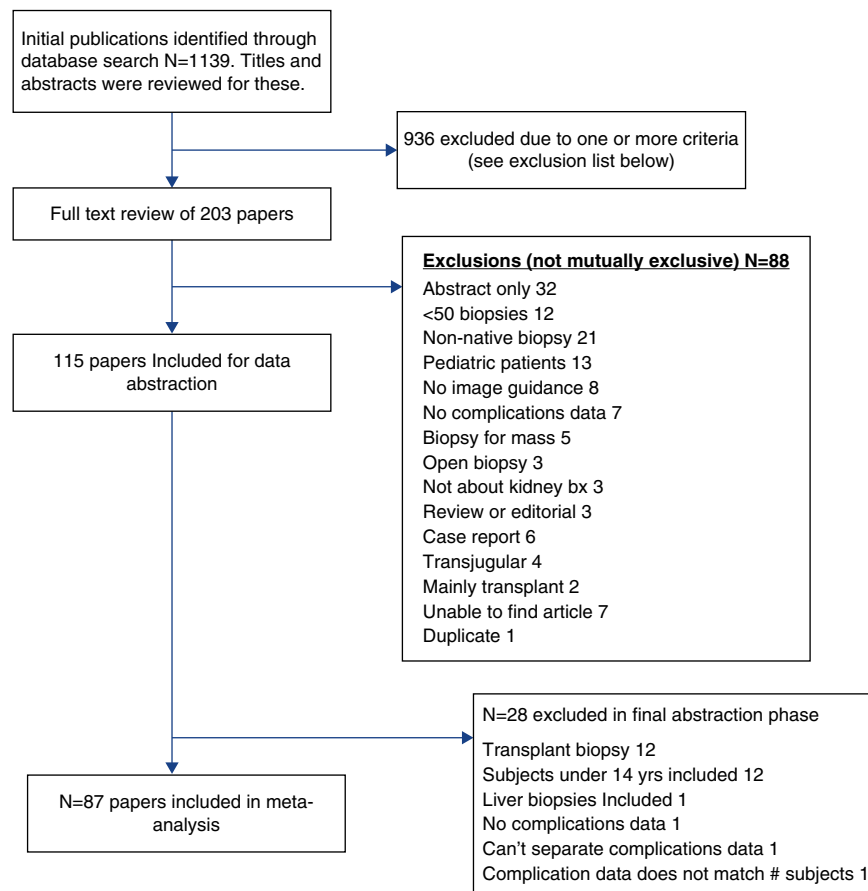 Initial publications identified through
database search N=1139. Titles and
abstracts were reviewed for these.
936 excluded due to one or more criteria
(see exclusion list below)
Full text review of 203 papers
Exclusions (not mutually exclusive) N=88
Abstract only 32
<50 biopsies 12
Non-native biopsy 21
Pediatric patients 13
No image guidance 8
No complications data 7
Biopsy for mass 5
Open biopsy 3
Not about kidney bx 3
Review or editorial 3
Case report 6
Transjugular 4
Mainly transplant 2
Unable to find article 7
Duplicate 1
115 papers Included for data
abstraction
N=28 excluded in final abstraction phase
Transplant biopsy 12
Subjects under 14 yrs included 12
Liver biopsies Included 1
No complications data 1
Can't separate complications data 1
Complication data does not match # subjects 1
N=87 papers included in meta-
analysis